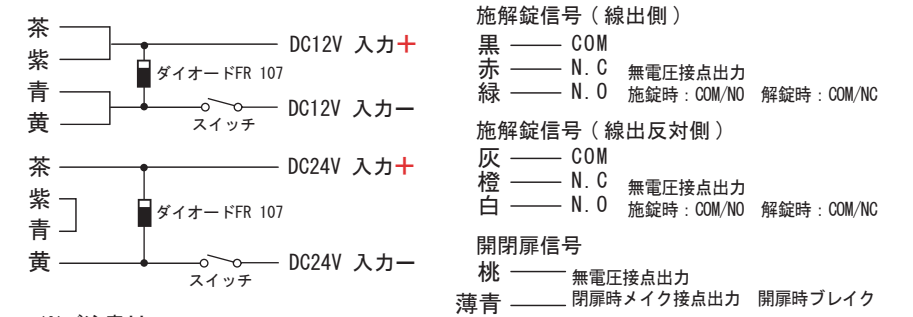 茶
紫
青
黄
DC12V 入力＋
ダイオードFR 107
DC12V 入力ー
スイッチ
茶
紫
青
黄
DC24V 入力＋
ダイオードFR 107
DC24V 入力ー
スイッチ
施解錠信号 ( 線出側 )
黒 COM
赤 N.C 無電圧接点出力
緑 N.O 施錠時：COM/NO 解錠時：COM/NC
施解錠信号 ( 線出反対側 )
灰 COM
橙 N.C 無電圧接点出力
白 N.O 施錠時：COM/NO 解錠時：COM/NC
開閉扉信号
桃 無電圧接点出力
薄青 閉扉時メイク接点出力 開扉時ブレイク